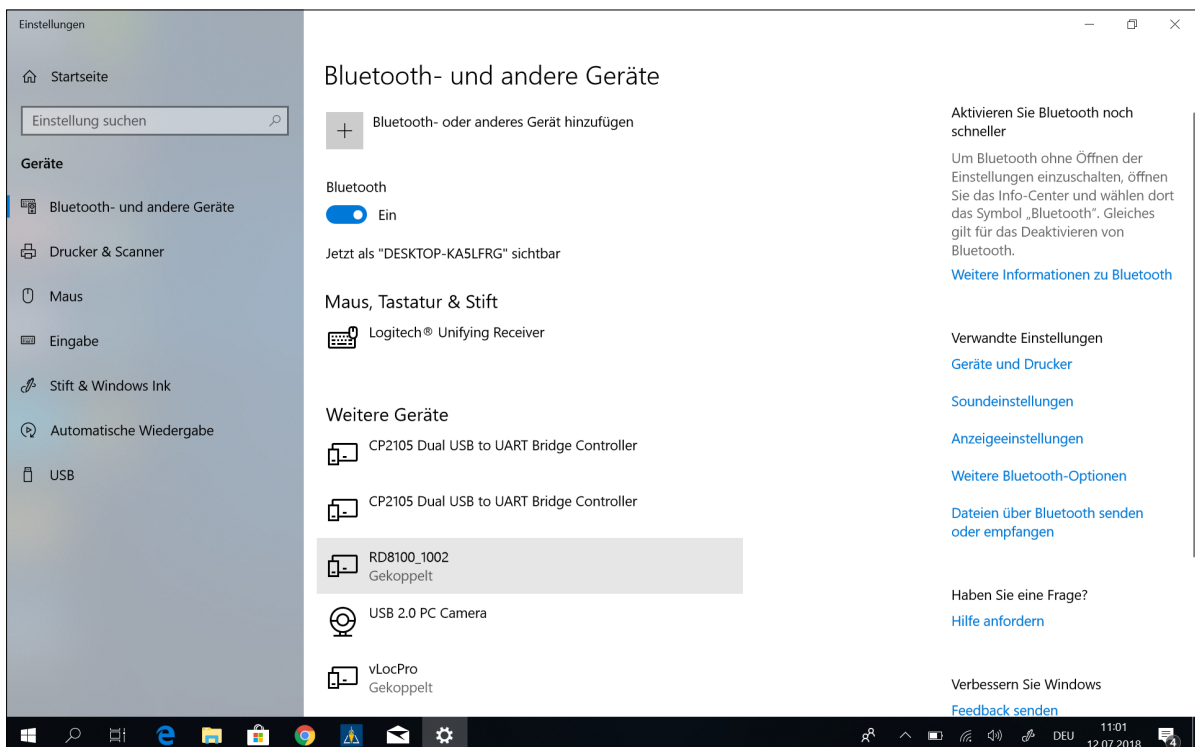 Einstellungen
Startseite
Einstellung suchen
Geräte
Bluetooth- und andere Geräte
Drucker & Scanner
Maus
Eingabe
Stift & Windows Ink
Automatische Wiedergabe
USB
Bluetooth- und andere Geräte
Bluetooth- oder anderes Gerät hinzufügen
Bluetooth
Ein
Jetzt als "DESKTOP-KA5LFRG" sichtbar
Maus, Tastatur & Stift
Logitech® Unifying Receiver
Weitere Geräte
CP2105 Dual USB to UART Bridge Controller
CP2105 Dual USB to UART Bridge Controller
RD8100_1002
Gekoppelt
USB 2.0 PC Camera
vLocPro
Gekoppelt
Aktivieren Sie Bluetooth noch
schneller
Um Bluetooth ohne Öffnen der
Einstellungen einzuschalten, öffnen
Sie das Info-Center und wählen dort
das Symbol „Bluetooth“. Gleiches
gilt für das Deaktivieren von
Bluetooth.
Weitere Informationen zu Bluetooth
Verwandte Einstellungen
Geräte und Drucker
Soundeinstellungen
Anzeigeeinstellungen
Weitere Bluetooth-Optionen
Dateien über Bluetooth senden
oder empfangen
Haben Sie eine Frage?
Hilfe anfordern
Verbessern Sie Windows
Feedback senden
DEU
11:01
12.07.2018
4